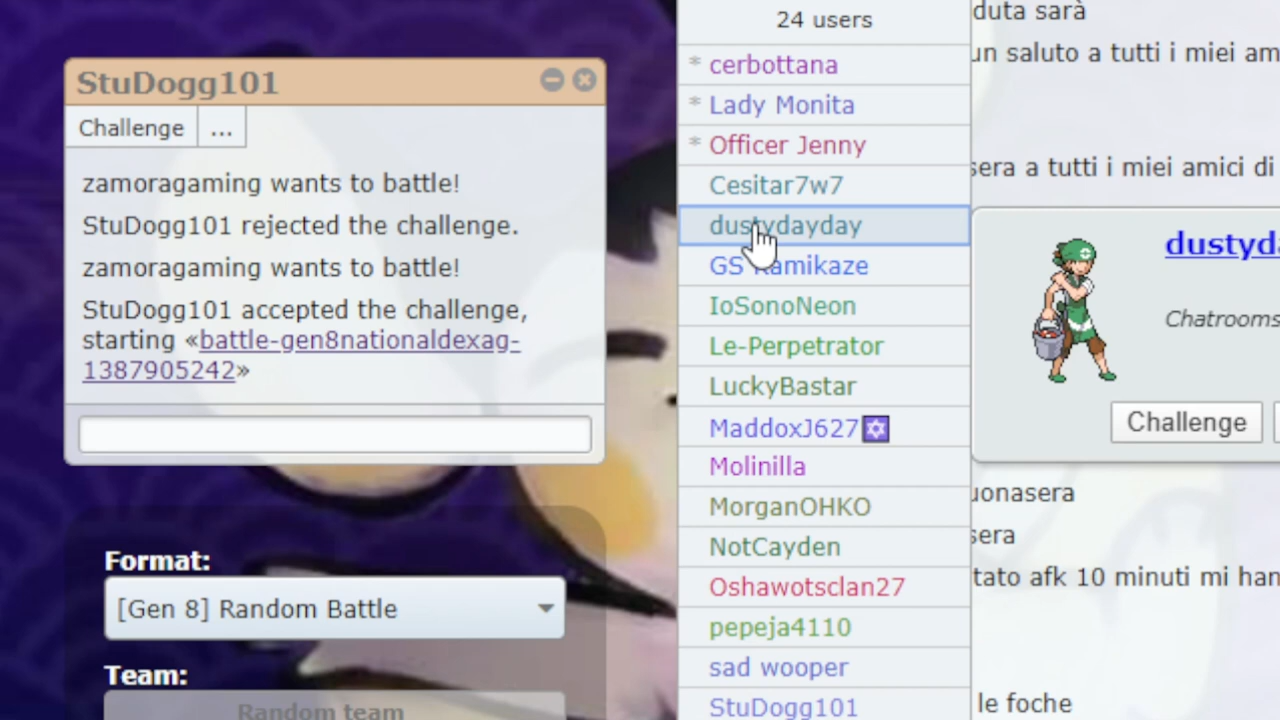 StuDogg101
Challenge
...
zamoragaming wants to battle!
StuDogg101 rejected the challenge.
zamoragaming wants to battle!
StuDogg101 accepted the challenge,
starting «battle-gen8nationaldexag-
1387905242»
Format:
[Gen 8] Random Battle
Team:
Random team
24 users
* cerbottana
* Lady Monita
* Officer Jenny
Cesitar7w7
dustydayday
GS Kamikaze
IoSonoNeon
Le-Perpetrator
LuckyBastar
MaddoxJ627
Molinilla
MorganOHKO
NotCayden
Oshawotsclan27
pepeja4110
sad wooper
StuDogg101
duta sarà
un saluto a tutti i miei am
sera a tutti i miei amici di
dustyda
Chatrooms
Challenge
uonasera
sera
tato afk 10 minuti mi han
le foche